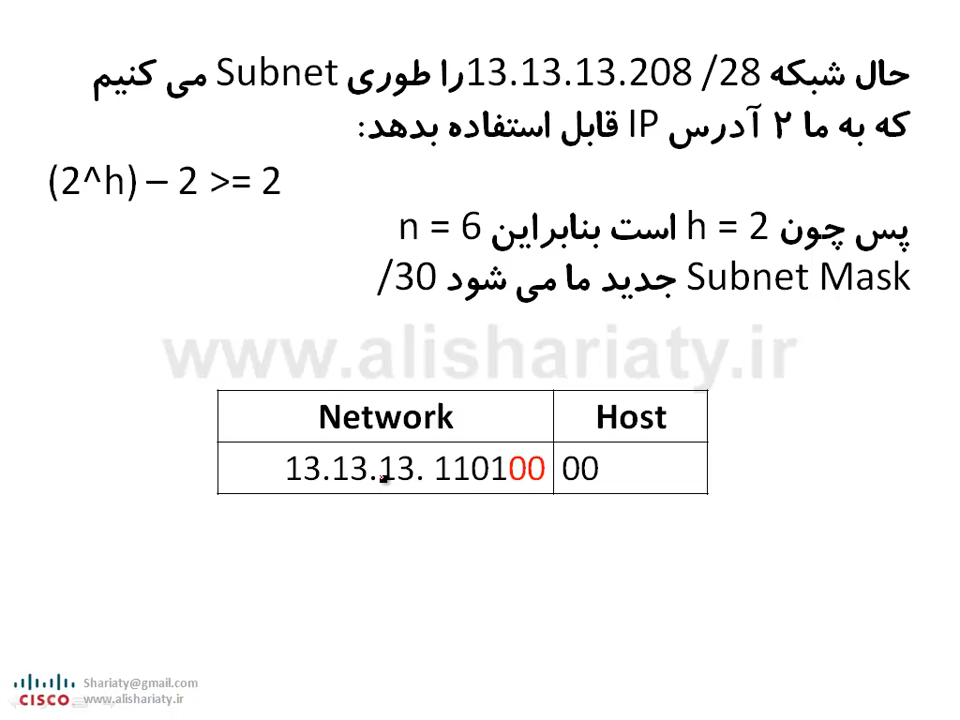 حال شبکه 13.13.13.208 /28 را طوری Subnet می کنیم
که به ما ۲ آدرس IP قابل استفاده بدهد:
(2^h) – 2 >= 2
پس چون h = 2 است بنابراین n = 6
Subnet Mask جدید ما می شود 30/
www.alishariaty.ir
Network Host
13.13.13. 110100 00
Shariaty@gmail.com
CISCO www.alishariaty.ir